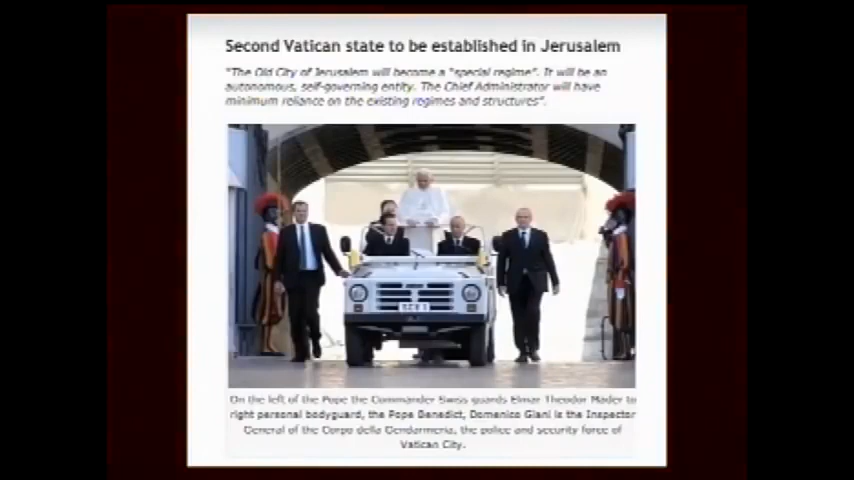 Second Vatican state to be established in Jerusalem
"The Old City of Jerusalem will become a "special regime". It will be an
autonomous, self-governing entity. The Chief Administrator will have
minimum reliance on the existing regimes and structures".
SCV 1
On the left of the Pope the Commander Swiss guards Elmar Theodor Mader to
right personal bodyguard, the Pope Benedict, Domenico Giani is the Inspector
General of the Corpo della Gendarmeria, the police and security force of
Vatican City.